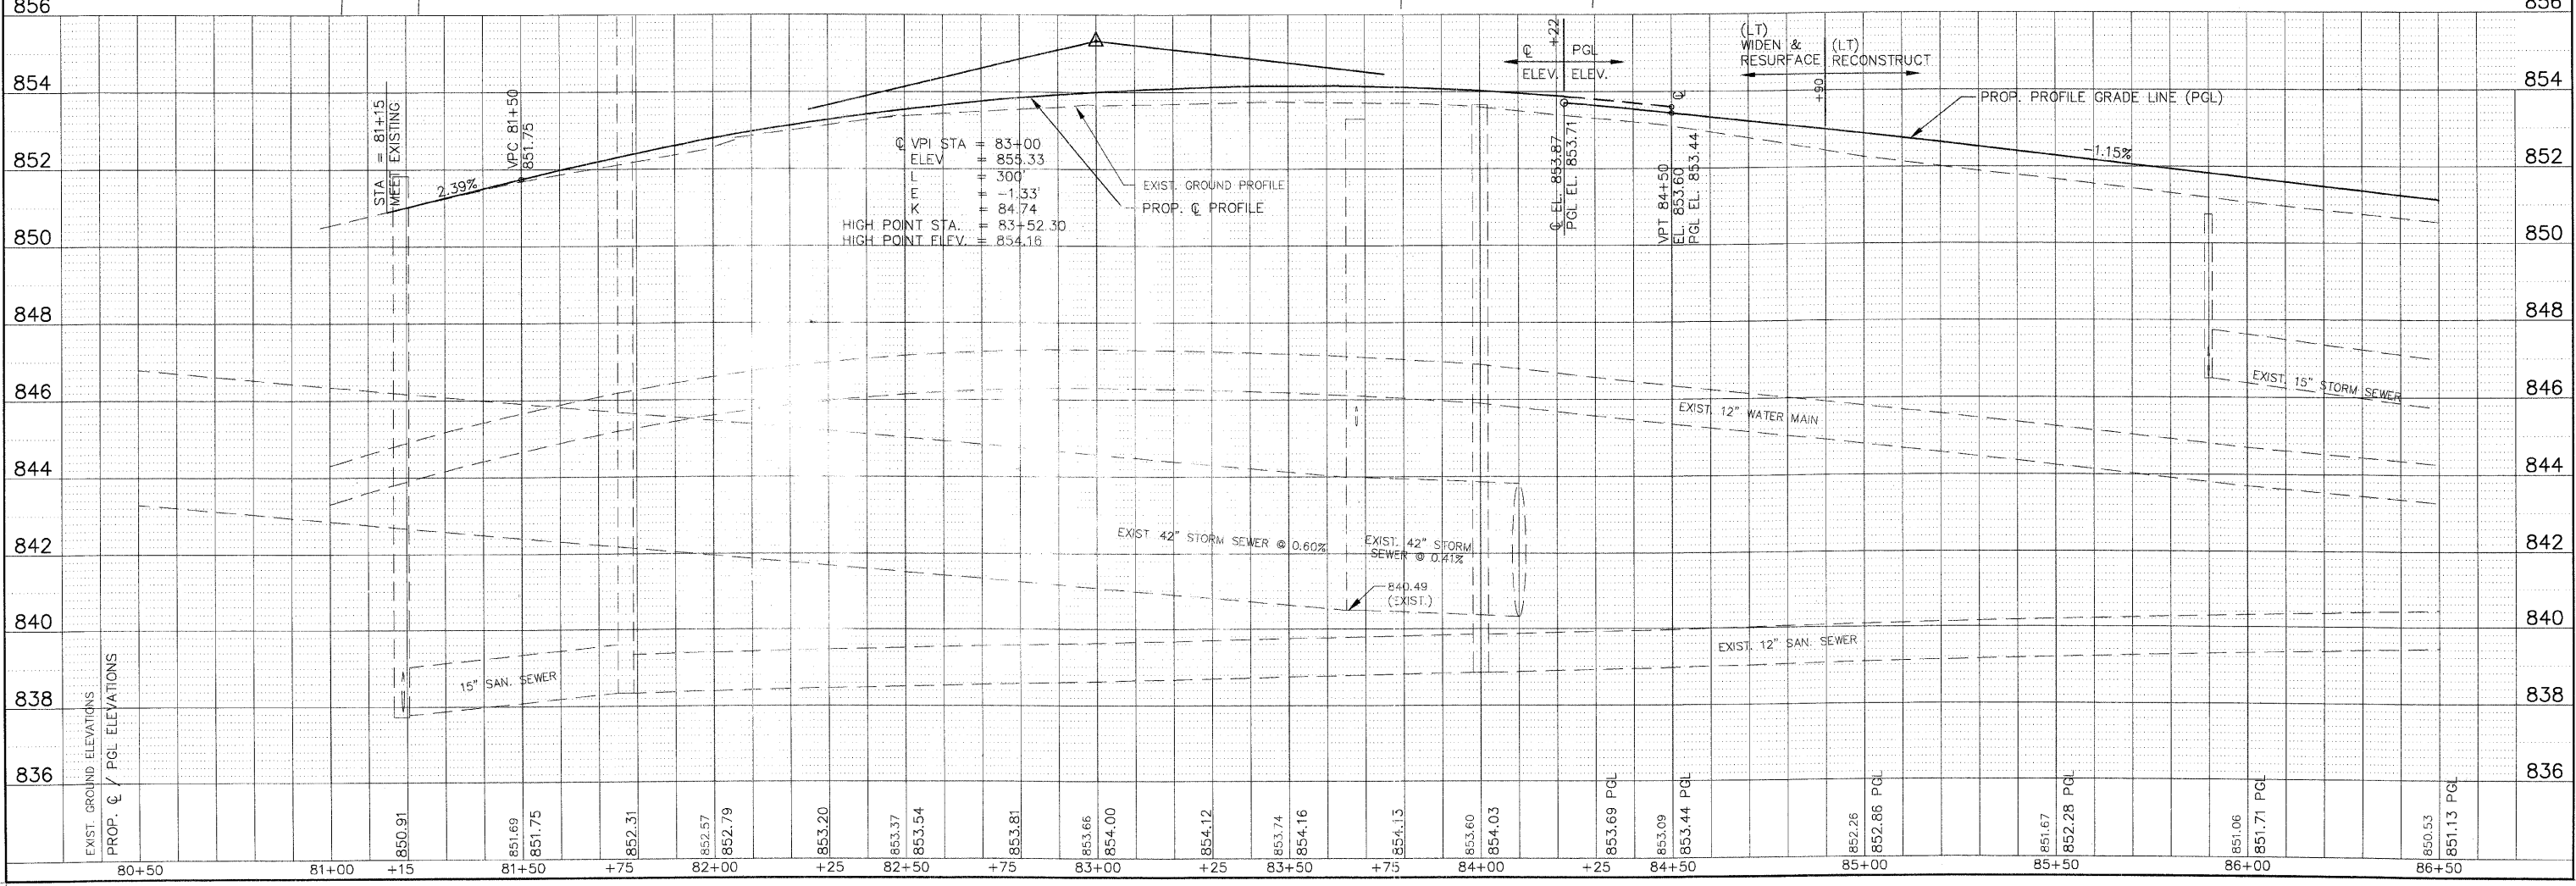 856
854
852
850
848
846
844
842
840
838
836
856
854
852
850
848
846
844
842
840
838
836
STA = 81+15
MEET EXISTING
2.39%
VPC 81+50
851.75
℄ VPI STA = 83+00
ELEV = 855.33
L = 300'
E = -1.33'
K = 84.74
HIGH POINT STA. = 83+52.30
HIGH POINT ELEV. = 854.16
EXIST. GROUND PROFILE
PROP. ℄ PROFILE
+22
℄ PGL
ELEV. ELEV.
℄ EL. 853.87
PGL EL. 853.71
℄
VPT 84+50
EL. 853.60
PGL EL. 853.44
(LT)
WIDEN &
RESURFACE
(LT)
RECONSTRUCT
+90
PROP. PROFILE GRADE LINE (PGL)
-1.15%
EXIST. 15" STORM SEWER
EXIST. 12" WATER MAIN
EXIST 42" STORM SEWER @ 0.60%
EXIST. 42" STORM
SEWER @ 0.41%
840.49
(EXIST.)
EXIST. 12" SAN. SEWER
15" SAN. SEWER
EXIST. GROUND ELEVATIONS
PROP. ℄ / PGL ELEVATIONS
850.91
851.69
851.75
852.31
852.57
852.79
853.20
853.37
853.54
853.81
853.66
854.00
854.12
853.74
854.16
854.13
853.60
854.03
853.69 PGL
853.09
853.44 PGL
852.26
852.86 PGL
851.67
852.28 PGL
851.06
851.71 PGL
850.53
851.13 PGL
80+50 81+00 +15 81+50 +75 82+00 +25 82+50 +75 83+00 +25 83+50 +75 84+00 +25 84+50 85+00 85+50 86+00 86+50